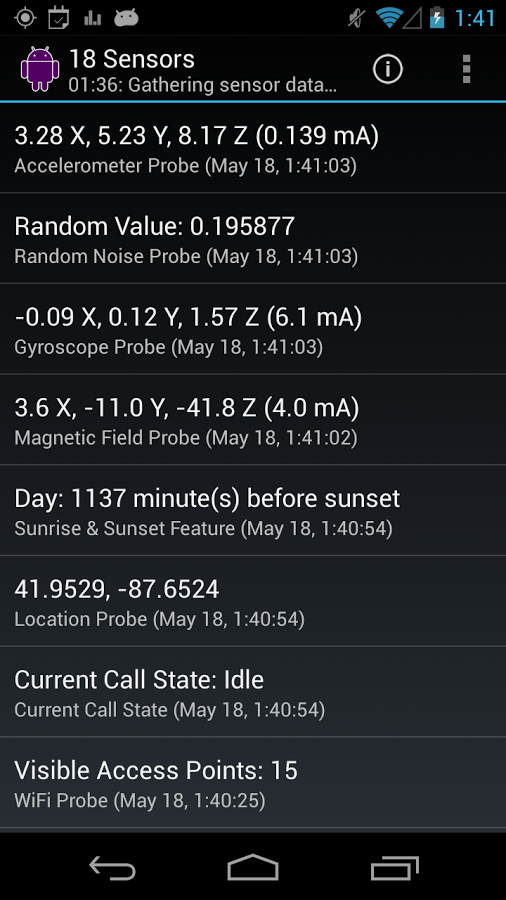 1:41
18 Sensors
01:36: Gathering sensor data...
3.28 X, 5.23 Y, 8.17 Z (0.139 mA)
Accelerometer Probe (May 18, 1:41:03)
Random Value: 0.195877
Random Noise Probe (May 18, 1:41:03)
-0.09 X, 0.12 Y, 1.57 Z (6.1 mA)
Gyroscope Probe (May 18, 1:41:03)
3.6 X, -11.0 Y, -41.8 Z (4.0 mA)
Magnetic Field Probe (May 18, 1:41:02)
Day: 1137 minute(s) before sunset
Sunrise & Sunset Feature (May 18, 1:40:54)
41.9529, -87.6524
Location Probe (May 18, 1:40:54)
Current Call State: Idle
Current Call State (May 18, 1:40:54)
Visible Access Points: 15
WiFi Probe (May 18, 1:40:25)